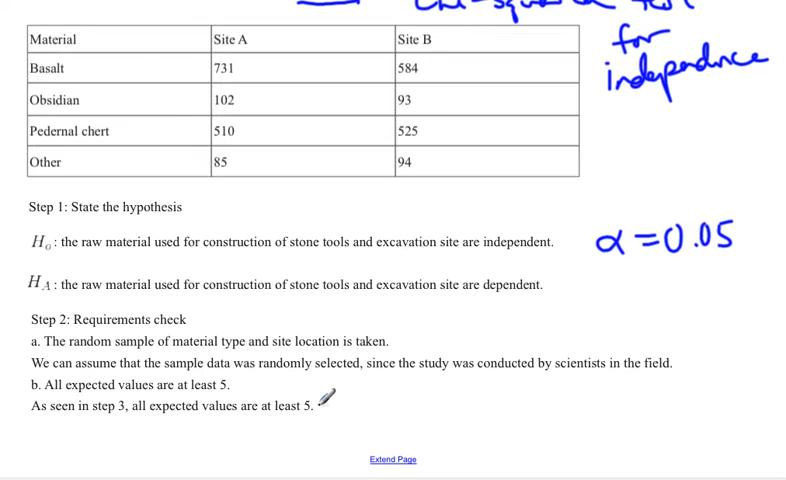 Chi-square test
for
independence
Material Site A Site B
Basalt 731 584
Obsidian 102 93
Pedernal chert 510 525
Other 85 94
Step 1: State the hypothesis
H₀ : the raw material used for construction of stone tools and excavation site are independent.
α = 0.05
H_A : the raw material used for construction of stone tools and excavation site are dependent.
Step 2: Requirements check
a. The random sample of material type and site location is taken.
We can assume that the sample data was randomly selected, since the study was conducted by scientists in the field.
b. All expected values are at least 5.
As seen in step 3, all expected values are at least 5.
Extend Page